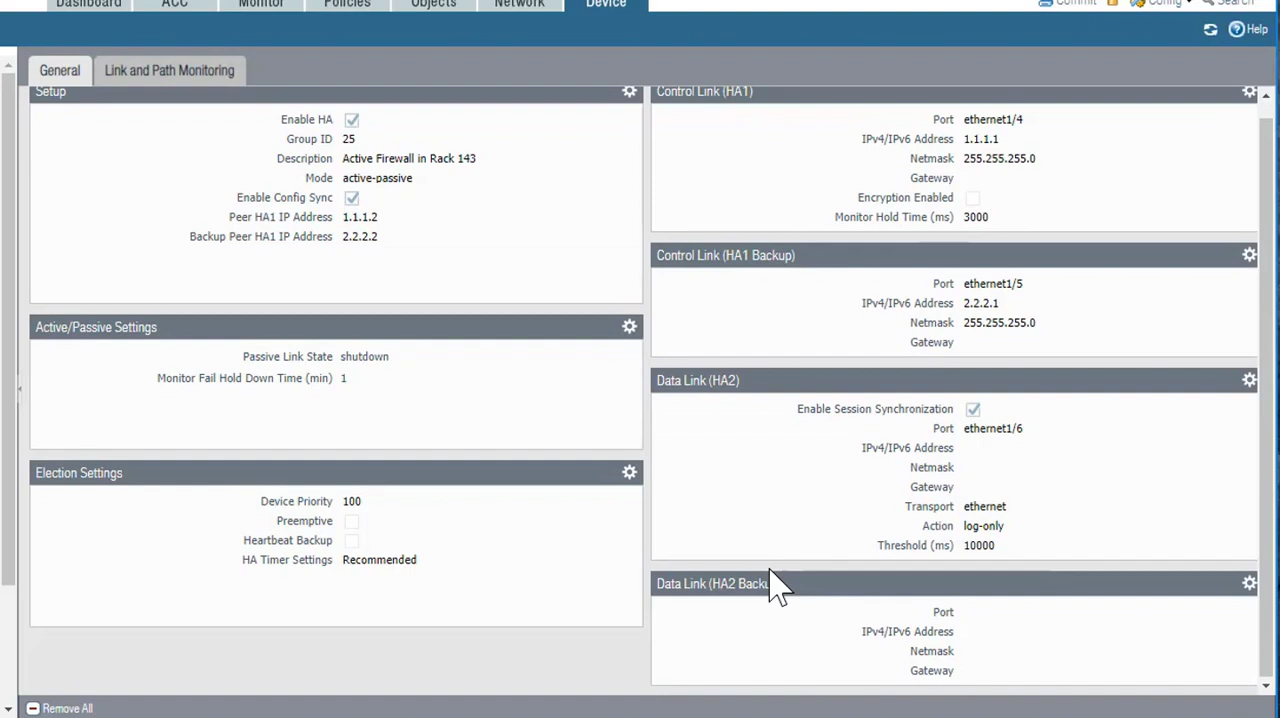 Dashboard ACC Monitor Policies Objects Network Device Commit Config Search
Help
General Link and Path Monitoring
Setup
Enable HA
Group ID 25
Description Active Firewall in Rack 143
Mode active-passive
Enable Config Sync
Peer HA1 IP Address 1.1.1.2
Backup Peer HA1 IP Address 2.2.2.2
Active/Passive Settings
Passive Link State shutdown
Monitor Fail Hold Down Time (min) 1
Election Settings
Device Priority 100
Preemptive
Heartbeat Backup
HA Timer Settings Recommended
Control Link (HA1)
Port ethernet1/4
IPv4/IPv6 Address 1.1.1.1
Netmask 255.255.255.0
Gateway
Encryption Enabled
Monitor Hold Time (ms) 3000
Control Link (HA1 Backup)
Port ethernet1/5
IPv4/IPv6 Address 2.2.2.1
Netmask 255.255.255.0
Gateway
Data Link (HA2)
Enable Session Synchronization
Port ethernet1/6
IPv4/IPv6 Address
Netmask
Gateway
Transport ethernet
Action log-only
Threshold (ms) 10000
Data Link (HA2 Backu
Port
IPv4/IPv6 Address
Netmask
Gateway
Remove All